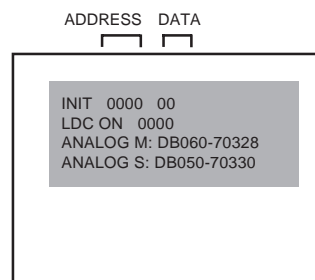 ADDRESS DATA
INIT 0000 00
LDC ON 0000
ANALOG M: DB060-70328
ANALOG S: DB050-70330